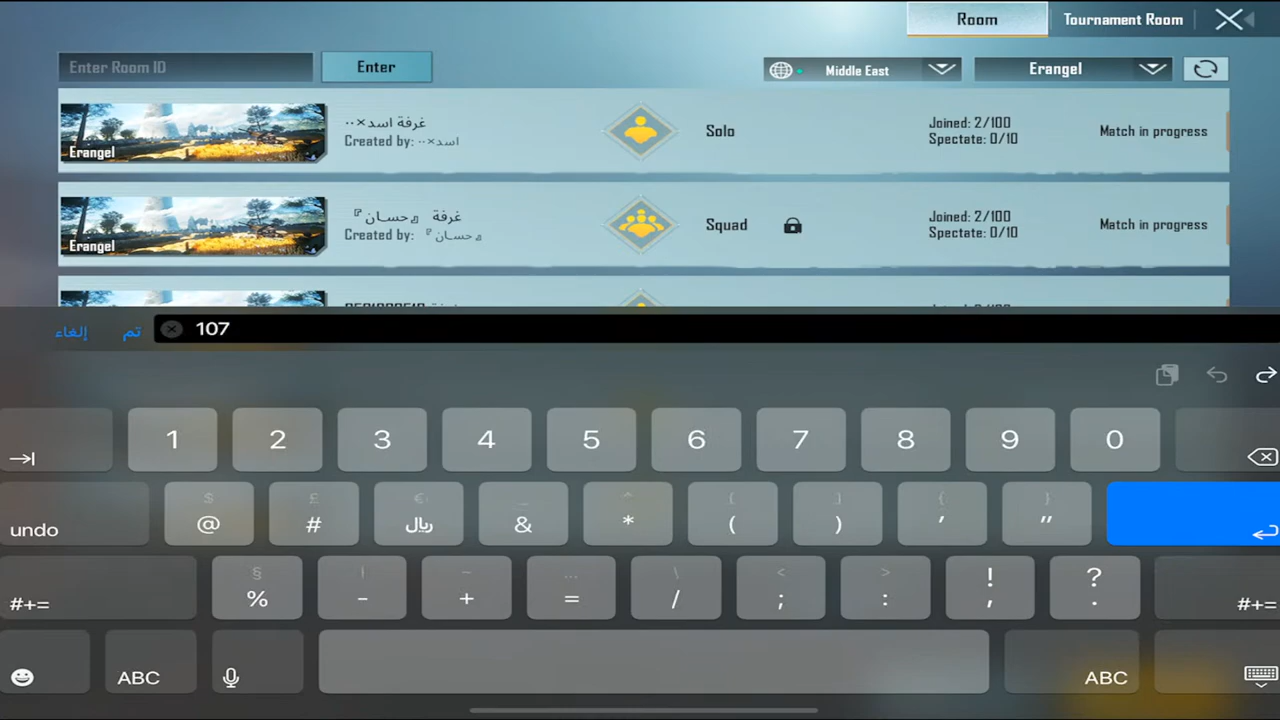 Room
Tournament Room
Enter Room ID
Enter
Middle East
Erangel
Erangel
غرفة اسد×٠٠
Created by: اسد×٠٠
Solo
Joined: 2/100
Spectate: 0/10
Match in progress
Erangel
غرفة 『حسان』
Created by: 『حسان』
Squad
Joined: 2/100
Spectate: 0/10
Match in progress
إلغاء
تم
107
1 2 3 4 5 6 7 8 9 0
undo
$ £ € _ ^ [ ] { }
@ # ريال & * ( ) ' "
#+=
§ | ~ … \ < > ! ?
% - + = / ; : , .
#+=
ABC
ABC